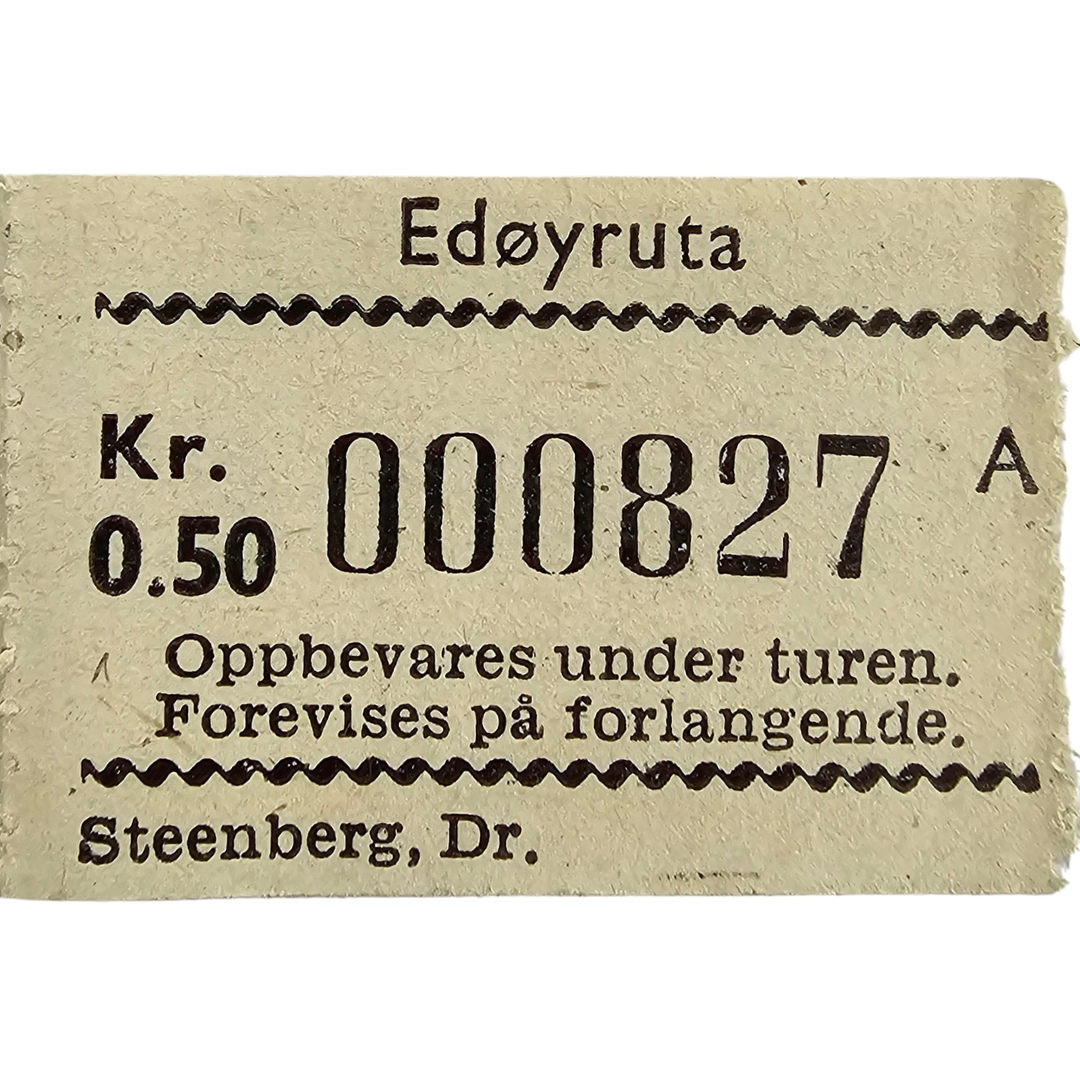 Edøyruta
Kr. 000827 A
0.50
Oppbevares under turen.
Forevises på forlangende.
Steenberg, Dr.